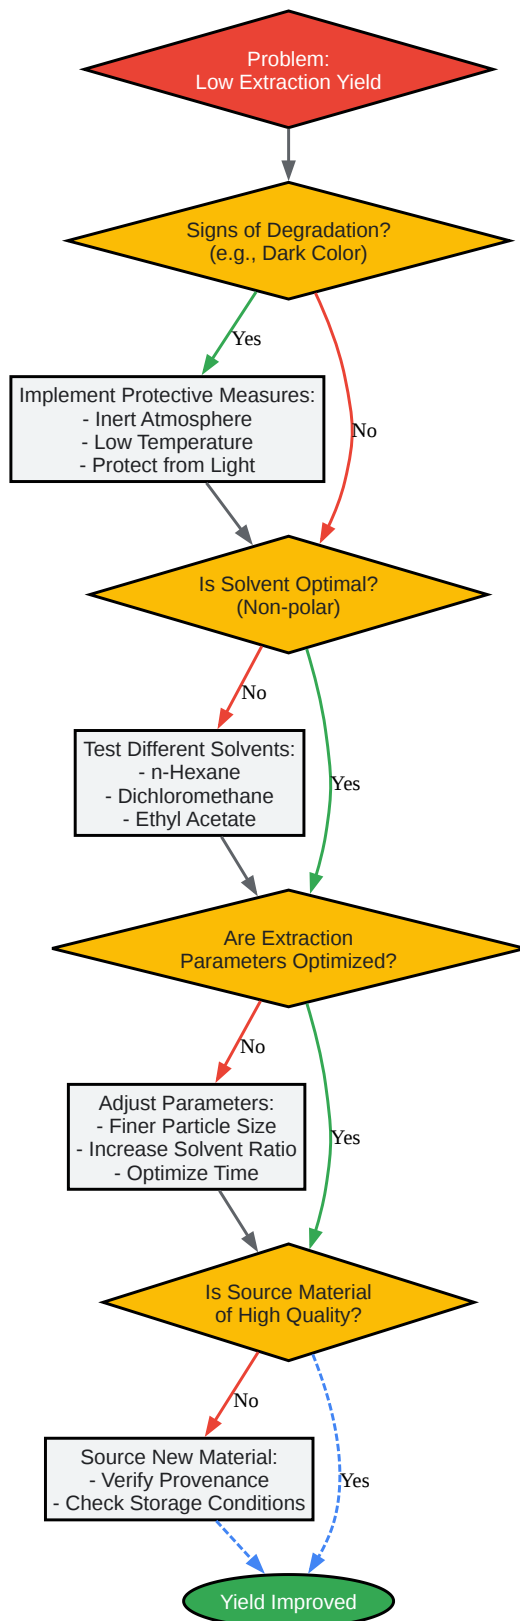 Problem:
Low Extraction Yield
Signs of Degradation?
(e.g., Dark Color)
Yes
Implement Protective Measures:
- Inert Atmosphere
- Low Temperature
- Protect from Light
No
Is Solvent Optimal?
(Non-polar)
No
Test Different Solvents:
- n-Hexane
- Dichloromethane
- Ethyl Acetate
Yes
Are Extraction
Parameters Optimized?
No
Adjust Parameters:
- Finer Particle Size
- Increase Solvent Ratio
- Optimize Time
Yes
Is Source Material
of High Quality?
No
Source New Material:
- Verify Provenance
- Check Storage Conditions
Yes
Yield Improved